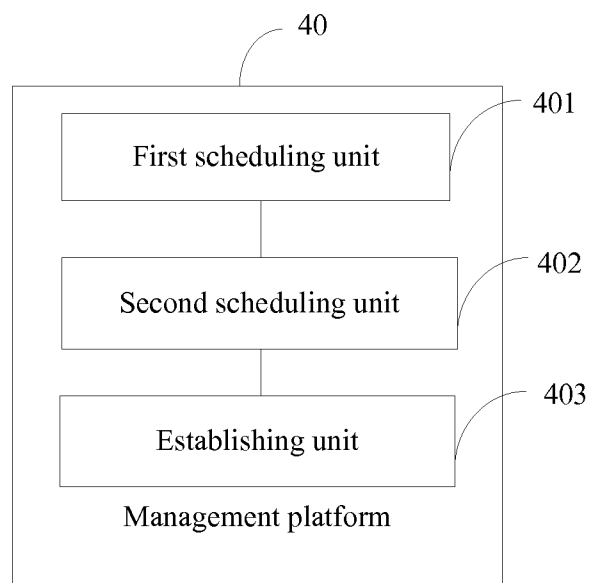 40
401
First scheduling unit
402
Second scheduling unit
403
Establishing unit
Management platform